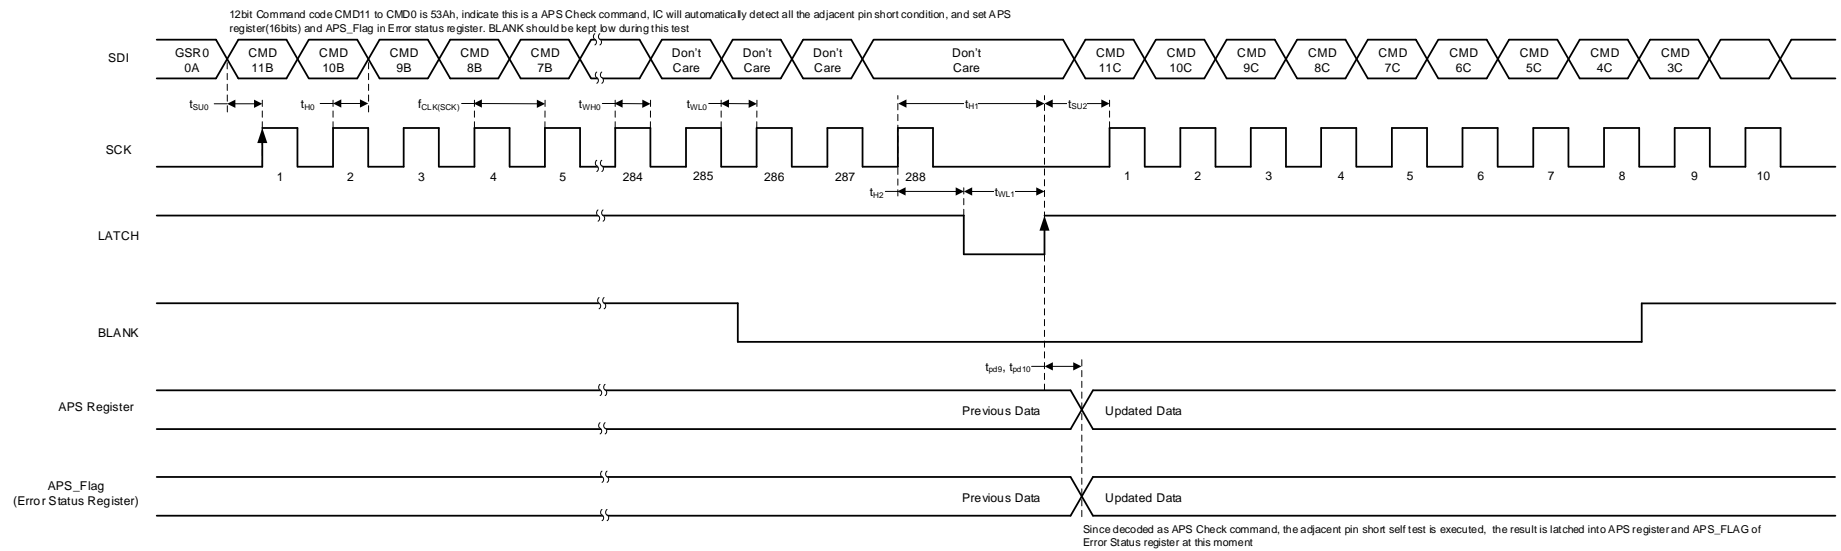 12bit Command code CMD11 to CMD0 is 53Ah, indicate this is a APS Check command, IC will automatically detect all the adjacent pin short condition, and set APS
register(16bits) and APS_Flag in Error status register. BLANK should be kept low during this test
SDI
GSR0
0A
CMD
11B
CMD
10B
CMD
9B
CMD
8B
CMD
7B
Don't
Care
Don't
Care
Don't
Care
Don't
Care
CMD
11C
CMD
10C
CMD
9C
CMD
8C
CMD
7C
CMD
6C
CMD
5C
CMD
4C
CMD
3C
tSU0
tH0
fCLK(SCK)
tWH0
tWL0
tH1
tSU2
SCK
1
2
3
4
5
284
285
286
287
288
1
2
3
4
5
6
7
8
9
10
tH2
tWL1
LATCH
BLANK
tpd9, tpd10
APS Register
Previous Data
Updated Data
APS_Flag
(Error Status Register)
Previous Data
Updated Data
Since decoded as APS Check command, the adjacent pin short self test is executed, the result is latched into APS register and APS_FLAG of
Error Status register at this moment